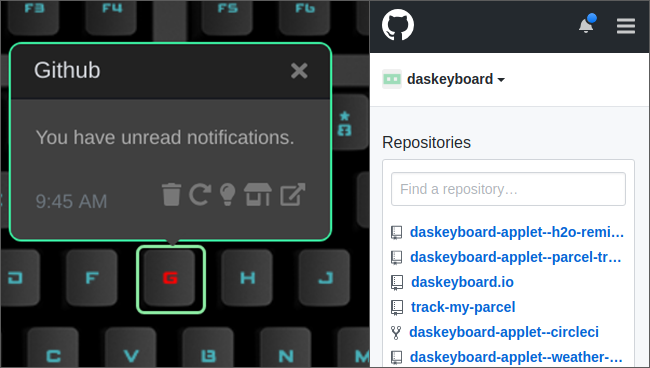 F3
F4
F5
F6
Github
You have unread notifications.
9:45 AM
*
8
D
F
G
H
J
C
V
B
N
M
daskeyboard
Repositories
Find a repository…
daskeyboard-applet--h2o-remi…
daskeyboard-applet--parcel-tr…
daskeyboard.io
track-my-parcel
daskeyboard-applet--circleci
daskeyboard-applet--weather-…